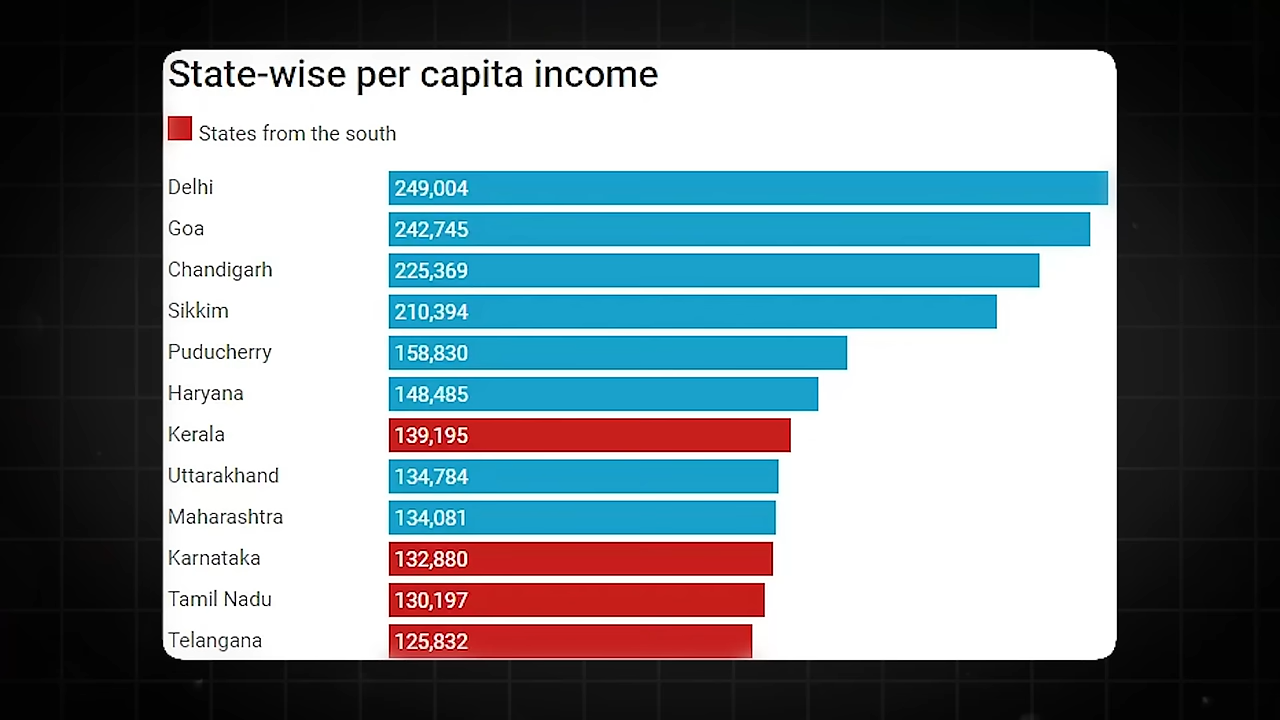 State-wise per capita income
States from the south
Delhi 249,004
Goa 242,745
Chandigarh 225,369
Sikkim 210,394
Puducherry 158,830
Haryana 148,485
Kerala 139,195
Uttarakhand 134,784
Maharashtra 134,081
Karnataka 132,880
Tamil Nadu 130,197
Telangana 125,832